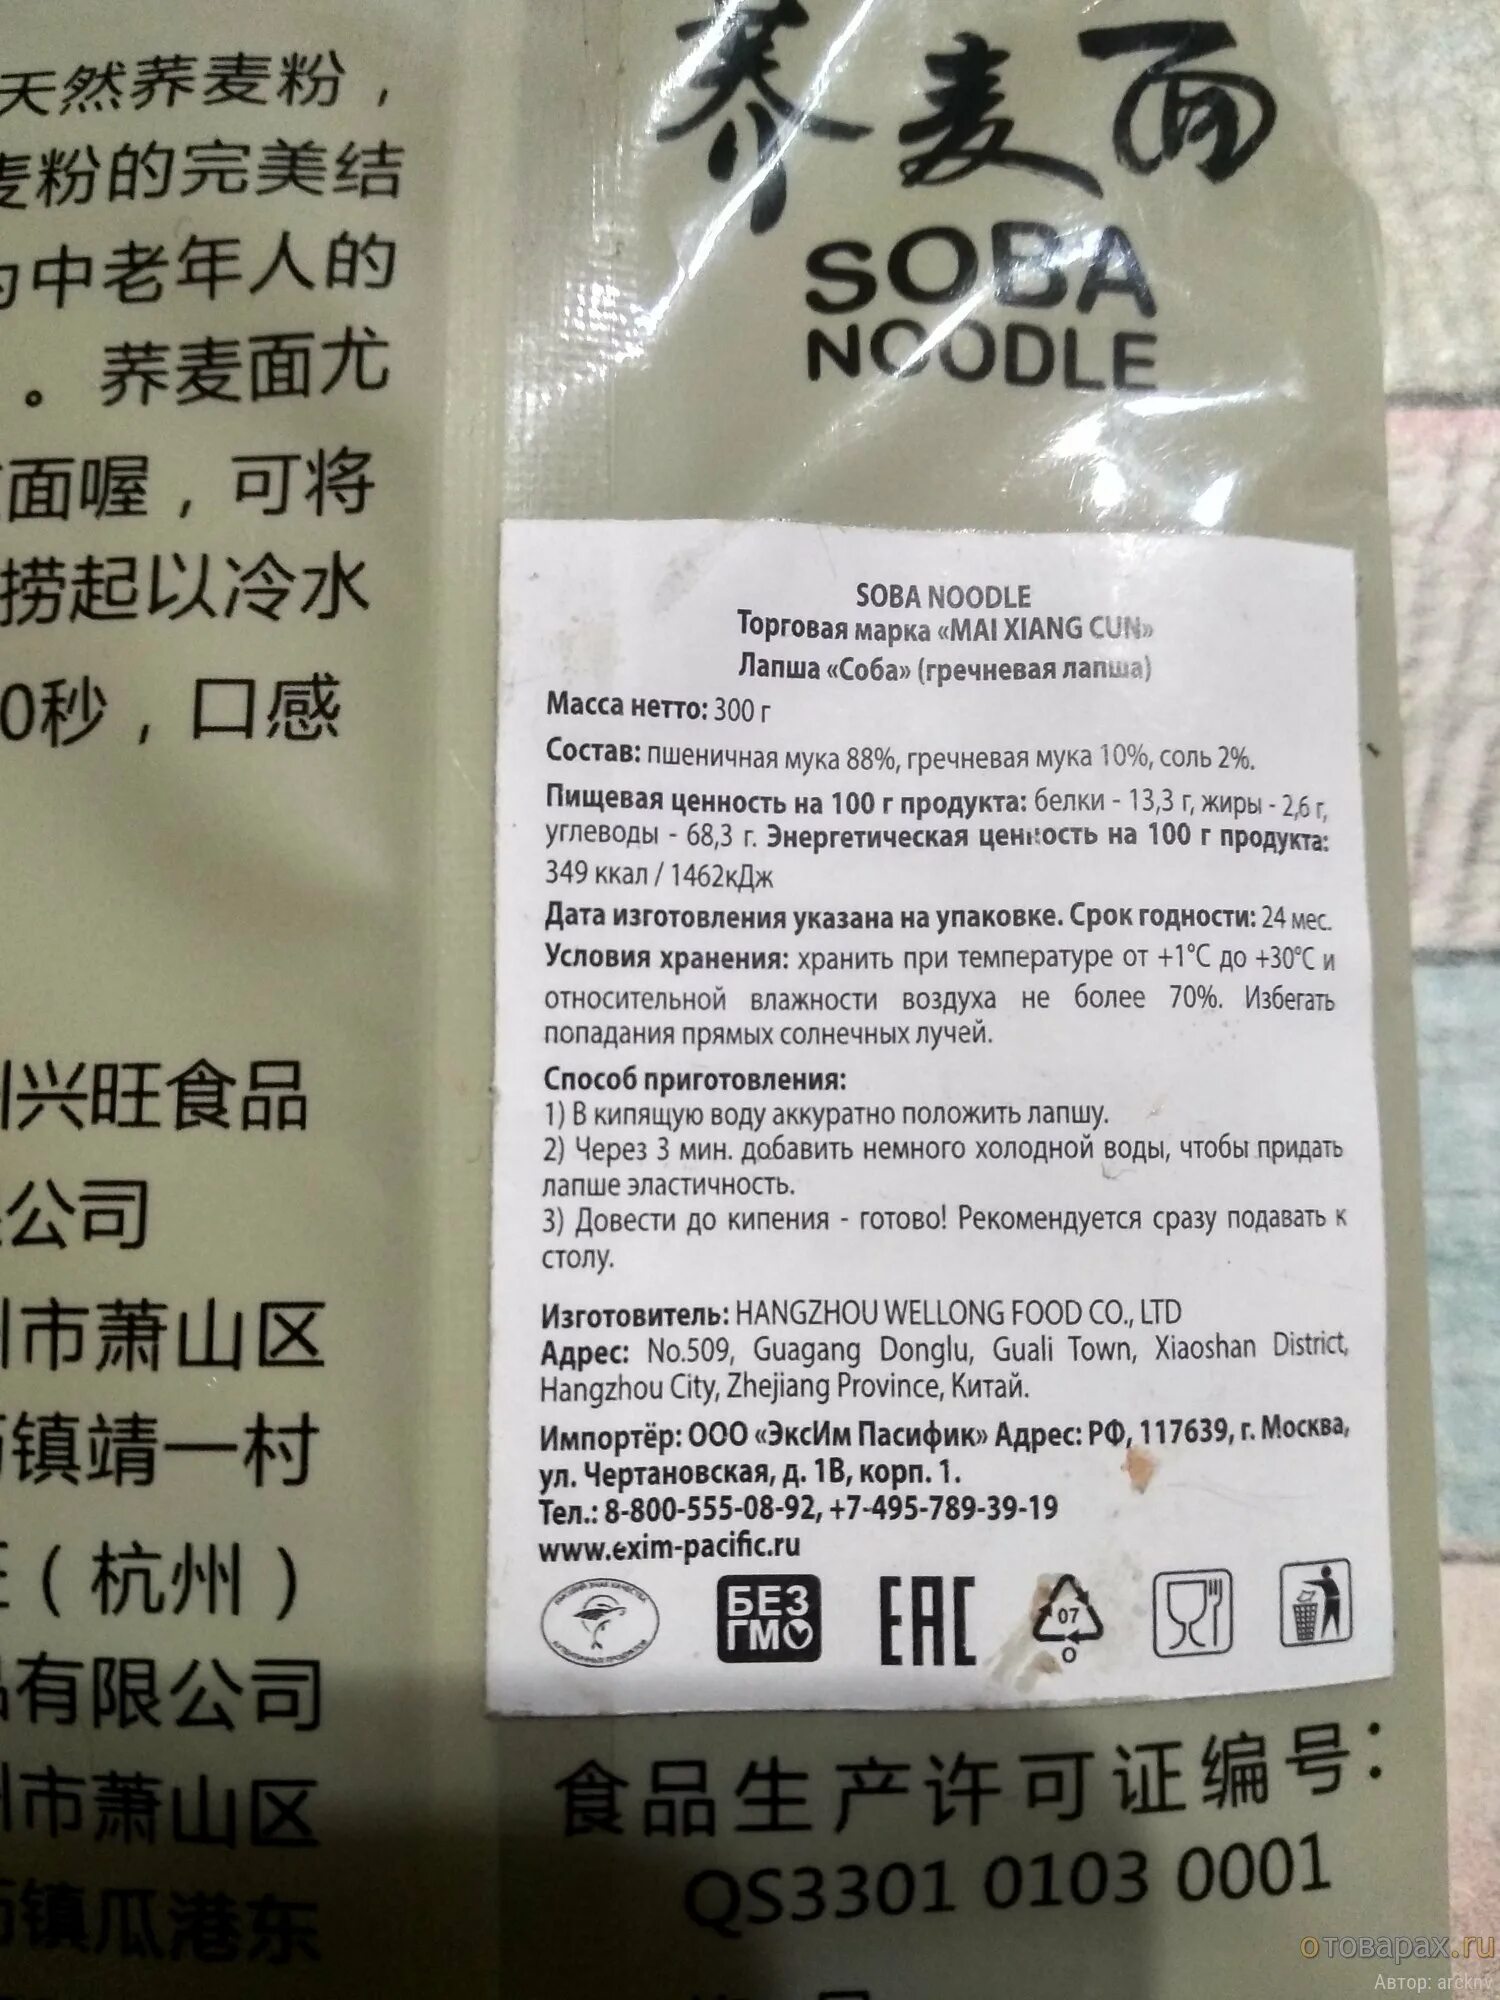 天然荞麦粉，
麦粉的完美结
为中老年人的
。荞麦面尤
面喔，可将
捞起以冷水
0秒，口感
兴旺食品
公司
市萧山区
镇靖一村
（杭州）
品有限公司
市萧山区
镇瓜港东
荞麦面
SOBA
NOODLE
SOBA NOODLE
Торговая марка «MAI XIANG CUN»
Лапша «Соба» (гречневая лапша)
Масса нетто: 300 г
Состав: пшеничная мука 88%, гречневая мука 10%, соль 2%.
Пищевая ценность на 100 г продукта: белки - 13,3 г, жиры - 2,6 г,
углеводы - 68,3 г. Энергетическая ценность на 100 г продукта:
349 ккал / 1462кДж
Дата изготовления указана на упаковке. Срок годности: 24 мес.
Условия хранения: хранить при температуре от +1°С до +30°С и
относительной влажности воздуха не более 70%. Избегать
попадания прямых солнечных лучей.
Способ приготовления:
1) В кипящую воду аккуратно положить лапшу.
2) Через 3 мин. добавить немного холодной воды, чтобы придать
лапше эластичность.
3) Довести до кипения - готово! Рекомендуется сразу подавать к
столу.
Изготовитель: HANGZHOU WELLONG FOOD CO., LTD
Адрес: No.509, Guagang Donglu, Guali Town, Xiaoshan District,
Hangzhou City, Zhejiang Province, Китай.
Импортёр: ООО «ЭксИм Пасифик» Адрес: РФ, 117639, г. Москва,
ул. Чертановская, д. 1В, корп. 1.
Тел.: 8-800-555-08-92, +7-495-789-39-19
www.exim-pacific.ru
БЕЗ
ГМО
EAC
07
O
食品生产许可证编号：
QS3301 0103 0001
отоварах.ru
Автор: arcknv